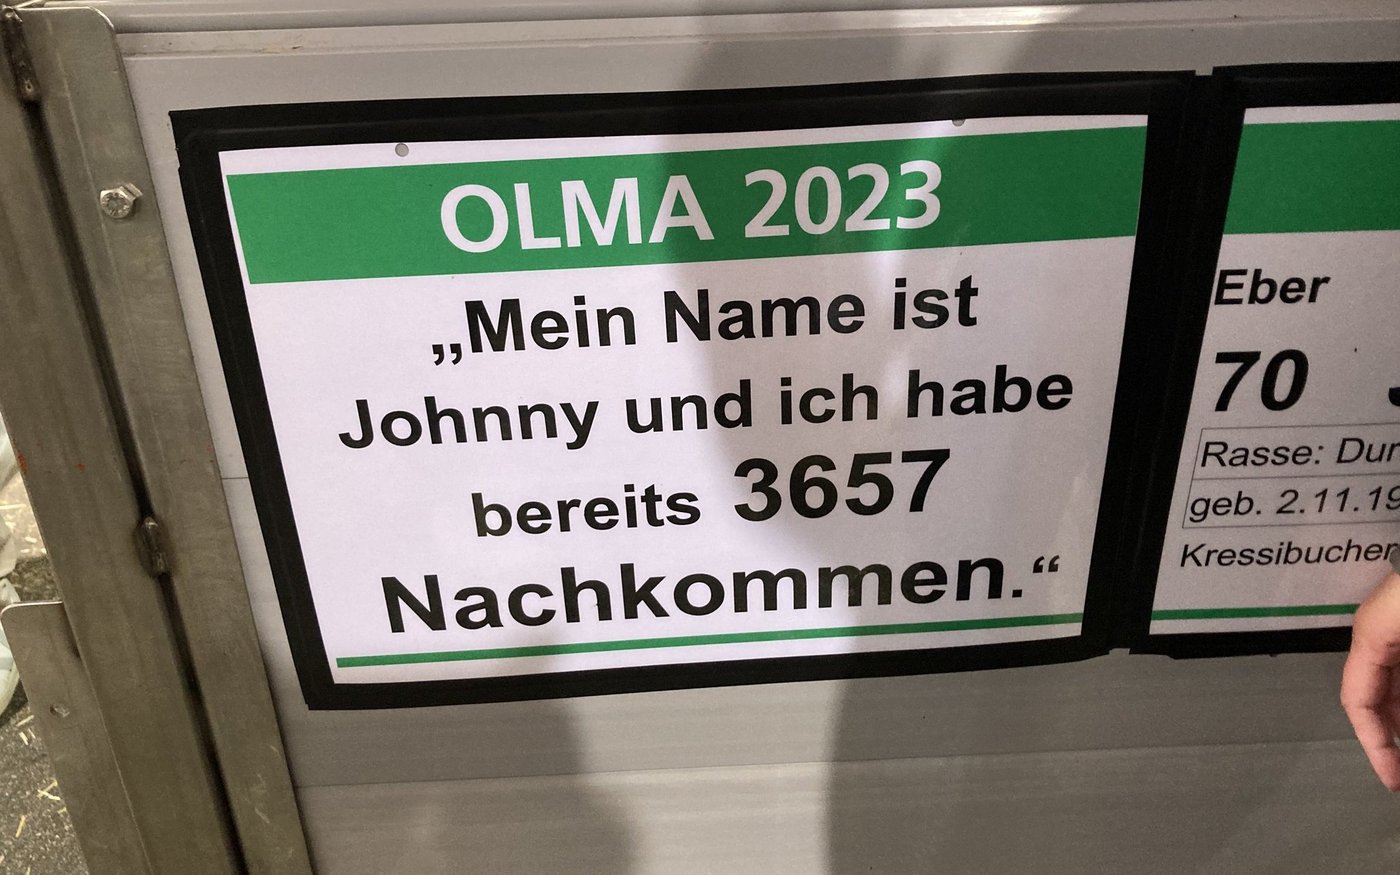 OLMA 2023
„Mein Name ist
Johnny und ich habe
bereits 3657
Nachkommen.“
Eber
70
Rasse:
geb. 2.11.19
Kressibucher